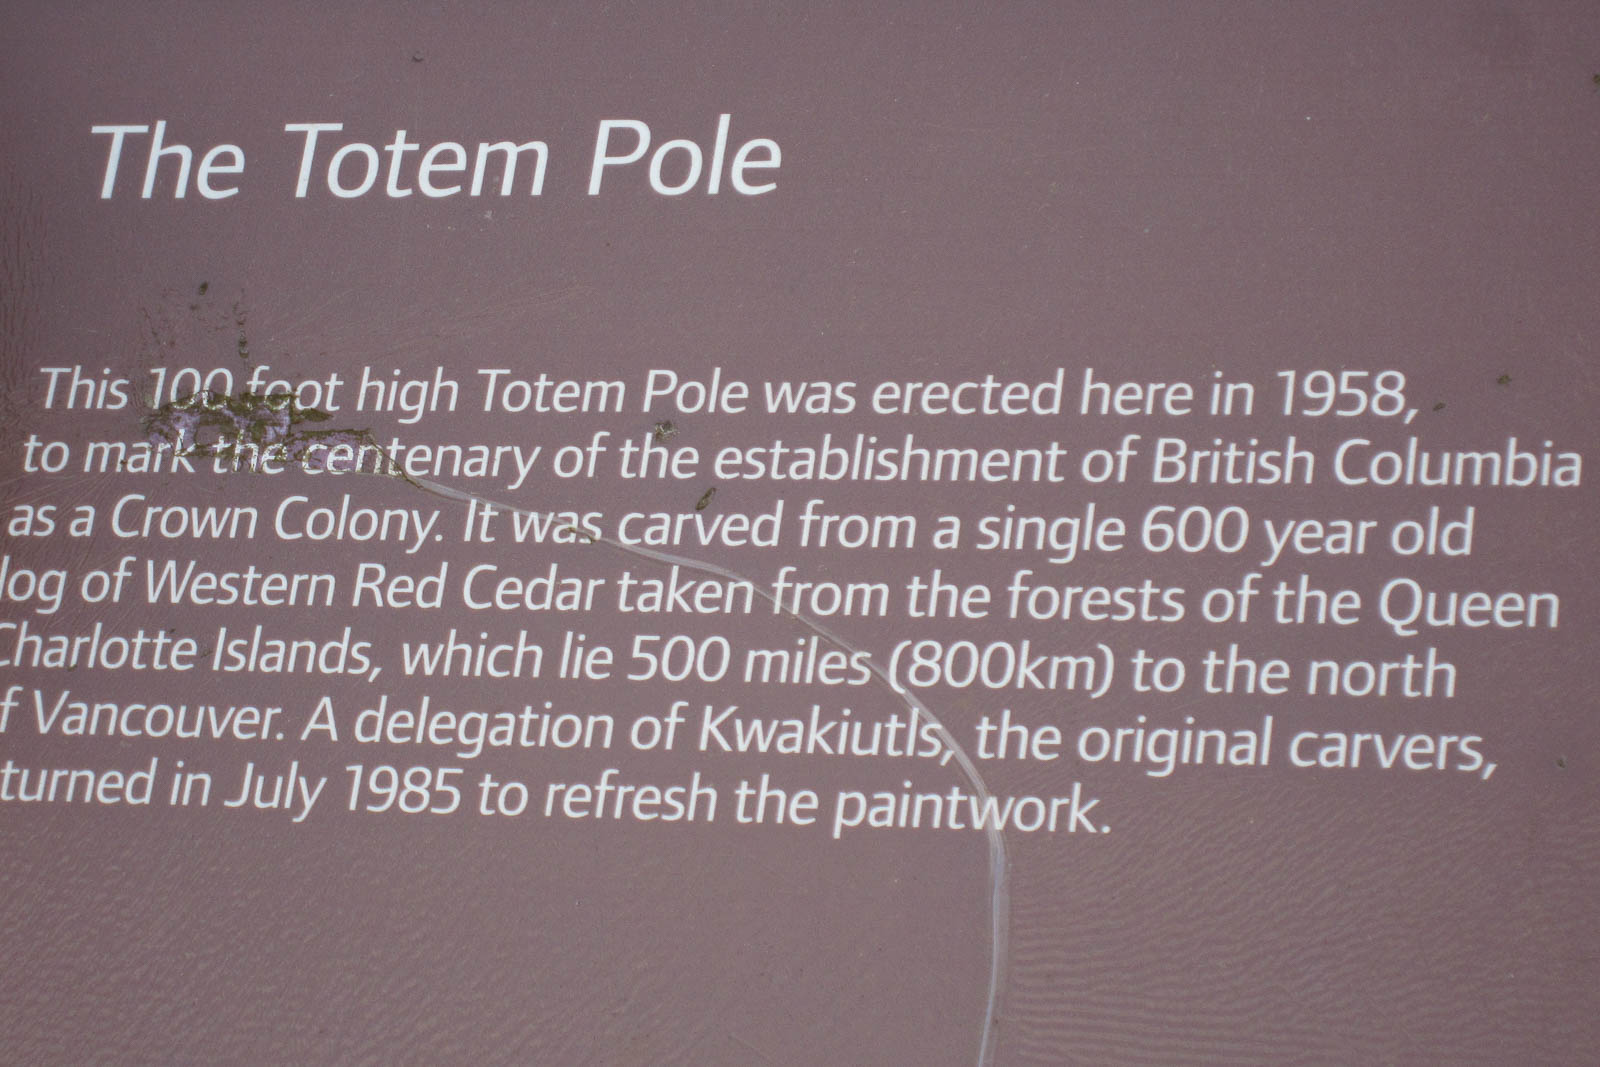 The Totem Pole
This 100 foot high Totem Pole was erected here in 1958,
to mark the centenary of the establishment of British Columbia
as a Crown Colony. It was carved from a single 600 year old
log of Western Red Cedar taken from the forests of the Queen
Charlotte Islands, which lie 500 miles (800km) to the north
f Vancouver. A delegation of Kwakiutls, the original carvers,
turned in July 1985 to refresh the paintwork.